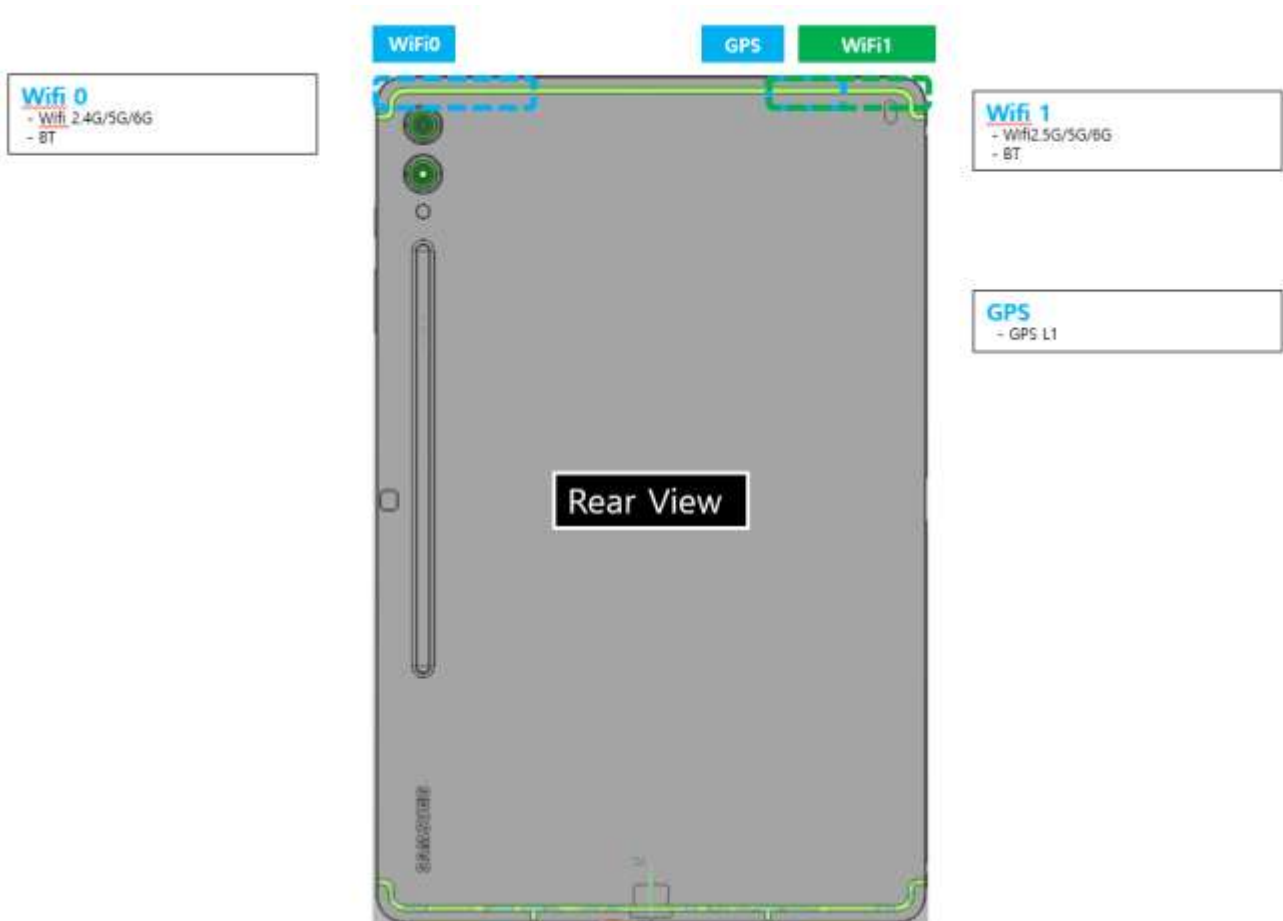 WiFi0
GPS
WiFi1
Wifi 0
- Wifi 2.4G/5G/6G
- BT
Wifi 1
- Wifi2.5G/5G/6G
- BT
GPS
- GPS L1
Rear View
SAMSUNG